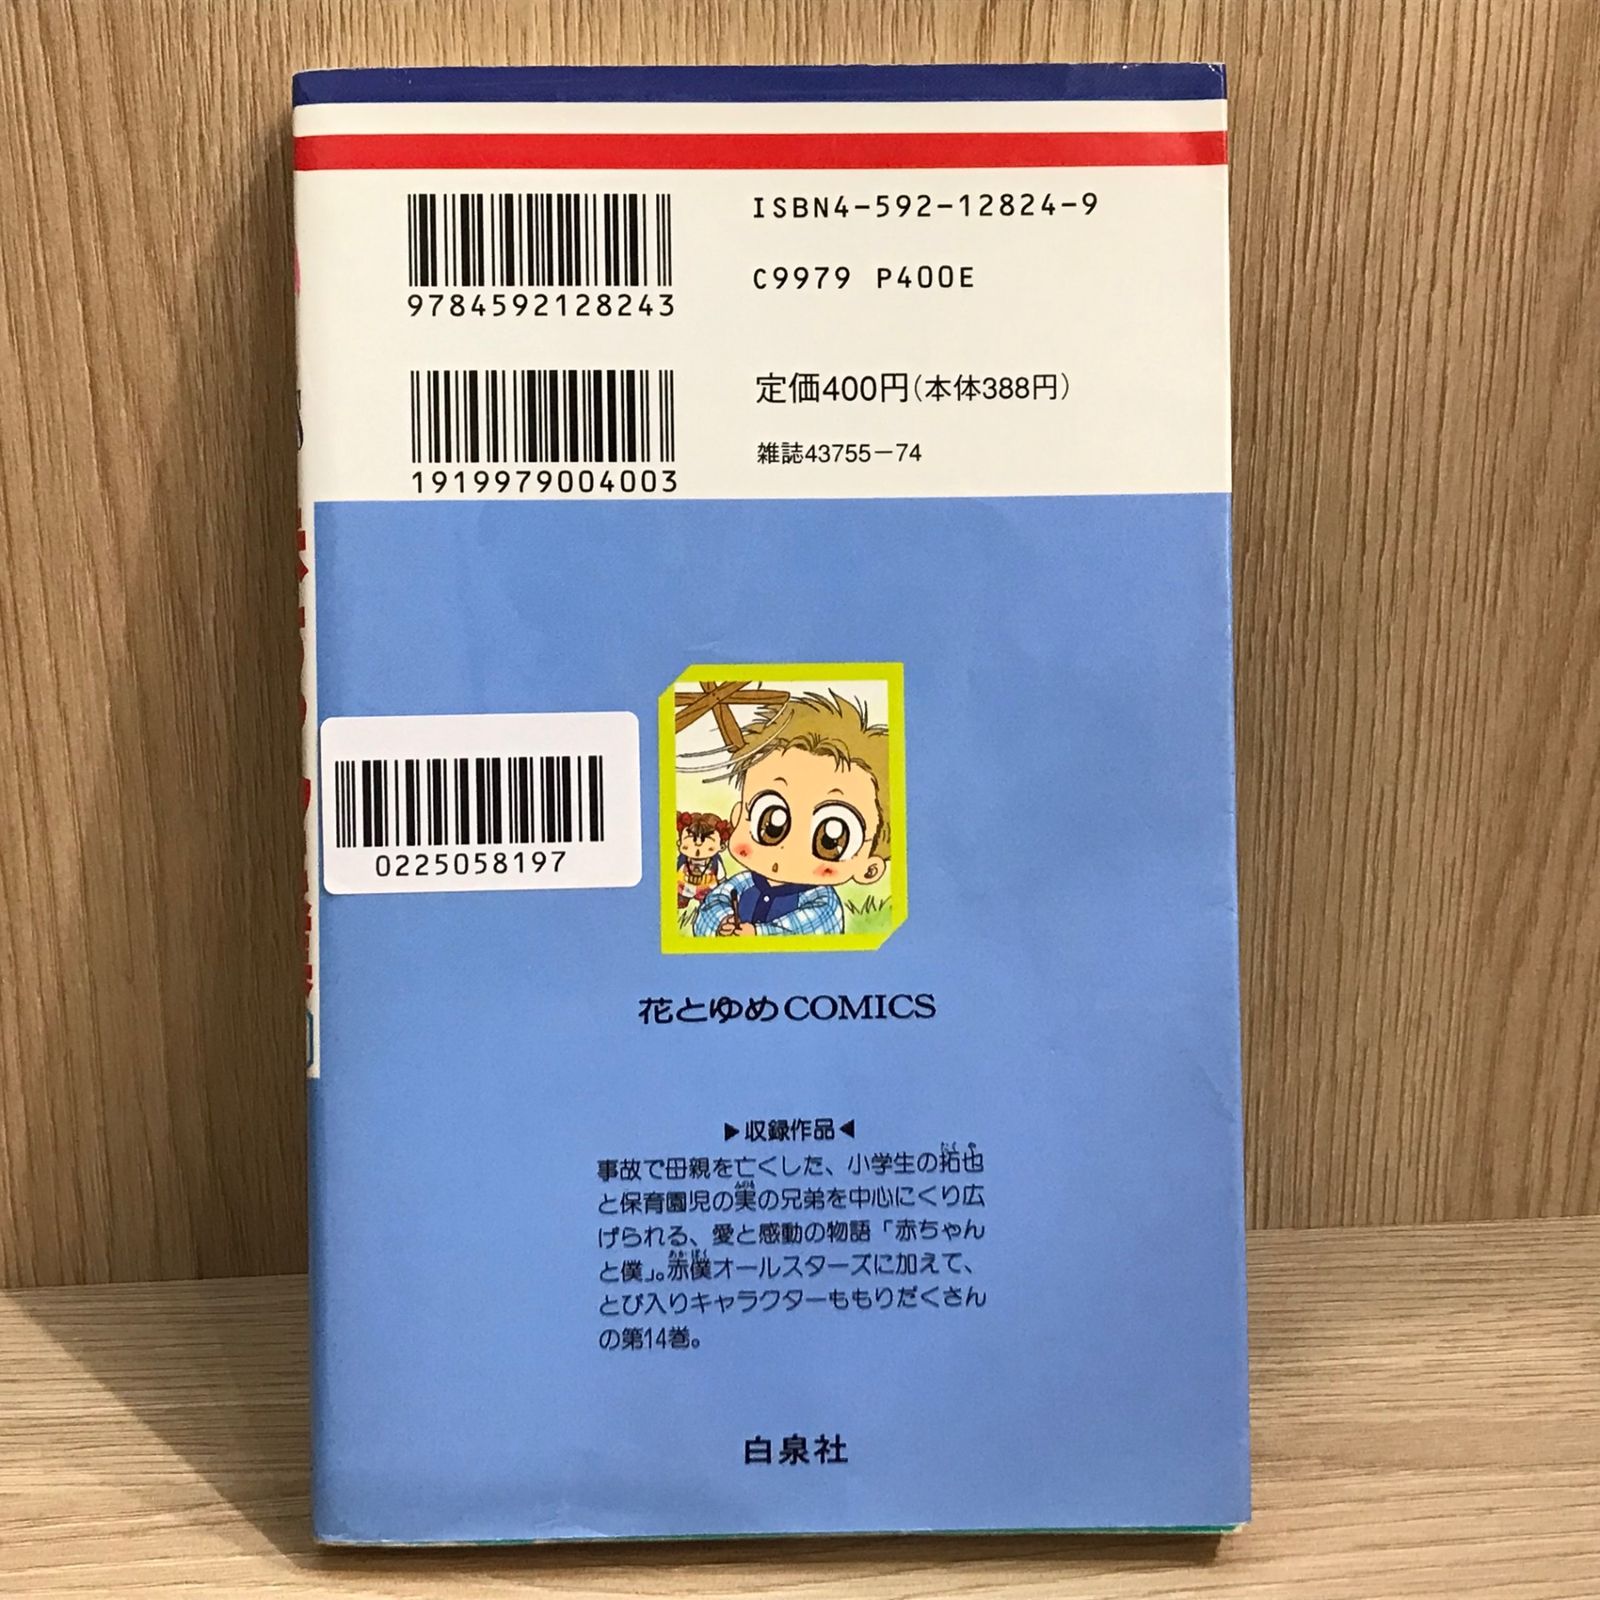 ISBN4-592-12824-9
C9979 P400E
9784592128243
定価400円(本体388円)
雑誌43755-74
1919979004003
0225058197
花とゆめCOMICS
▶収録作品◀
事故で母親を亡くした、小学生の拓也
と保育園児の実の兄弟を中心にくり広
げられる、愛と感動の物語「赤ちゃん
と僕」。赤僕オールスターズに加えて、
とび入りキャラクターももりだくさん
の第14巻。
白泉社